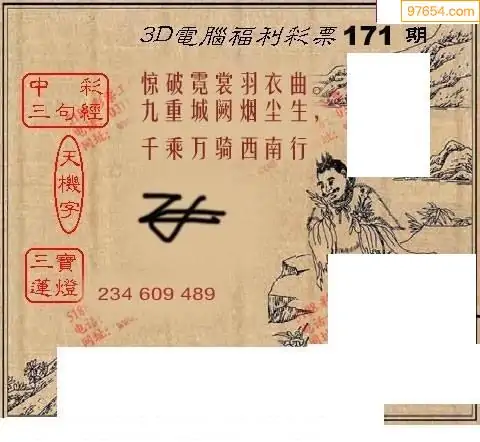 97654.com
3D電腦福利彩票171期
中彩
三句經
惊破霓裳羽衣曲。
九重城阙烟尘生，
千乘万骑西南行
天機字
三寶
蓮燈
234 609 489